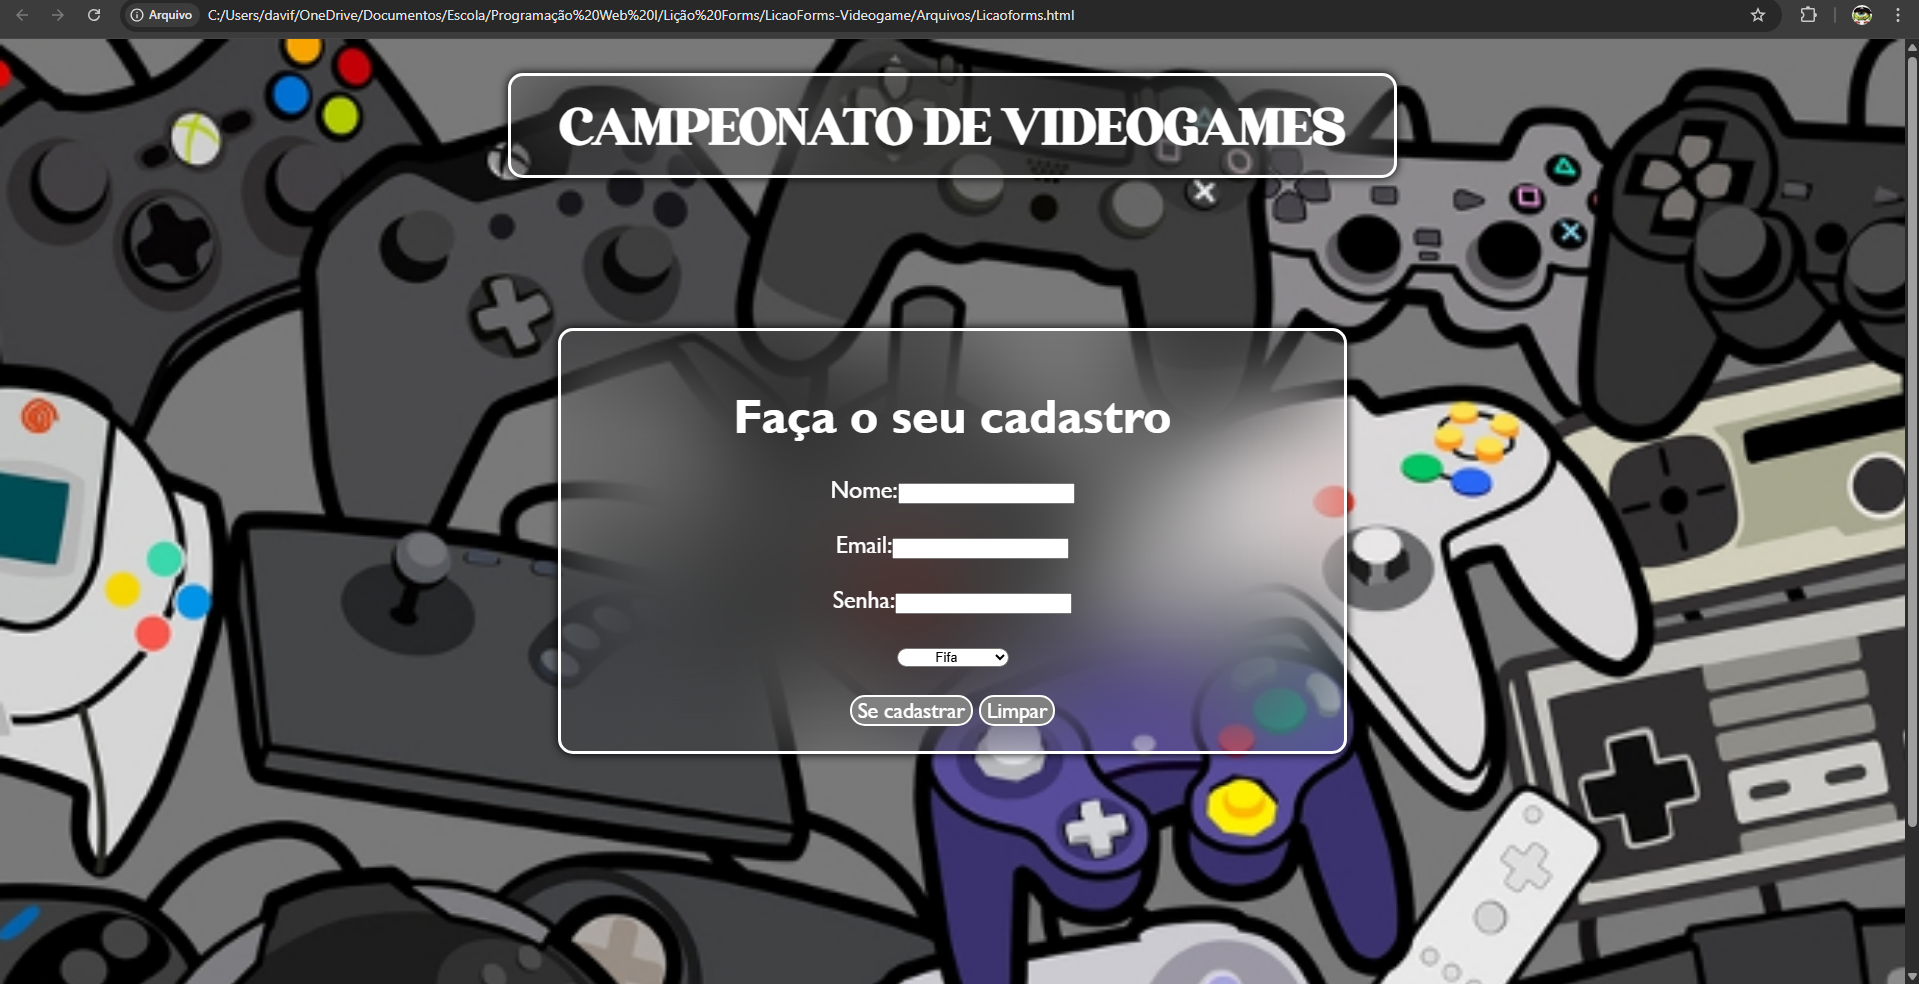 Arquivo C:/Users/davif/OneDrive/Documentos/Escola/Programação%20Web%20I/Lição%20Forms/LicaoForms-Videogame/Arquivos/Licaoforms.html
CAMPEONATO DE VIDEOGAMES
Faça o seu cadastro
Nome:
Email:
Senha:
Fifa
Se cadastrar Limpar